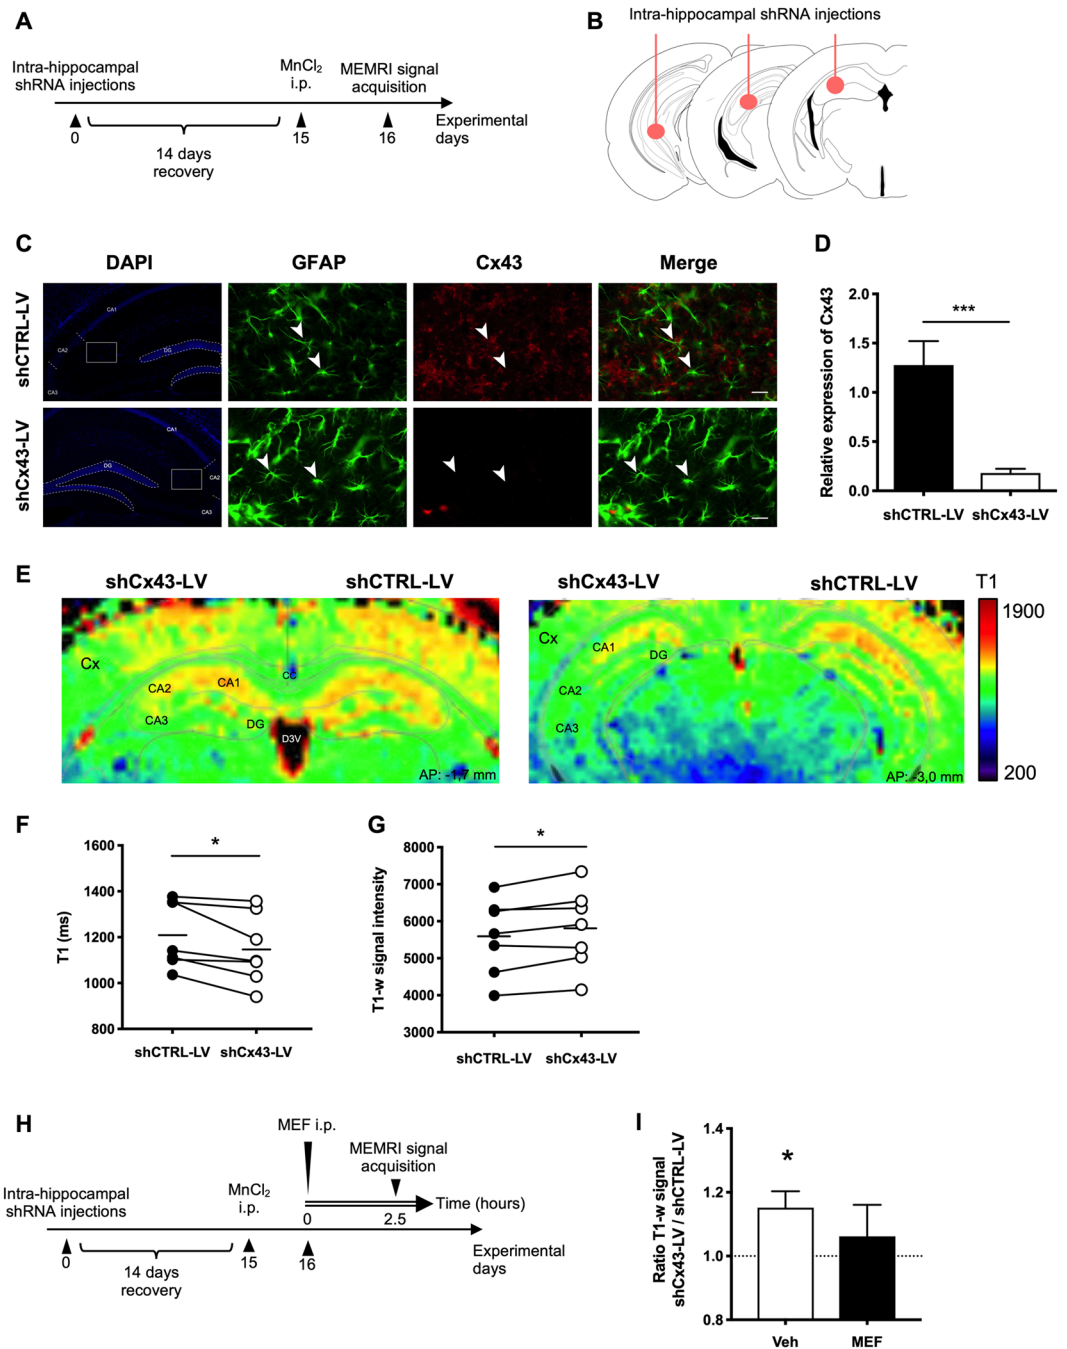 A
Intra-hippocampal
shRNA injections
MnCl2
i.p.
MEMRI signal
acquisition
0
14 days
recovery
15
16
Experimental
days
B
Intra-hippocampal shRNA injections
C
DAPI
GFAP
Cx43
Merge
shCTRL-LV
CA1
CA2
DG
CA3
shCx43-LV
CA1
DG
CA2
CA3
D
Relative expression of Cx43
2.0
1.5
1.0
0.5
0.0
***
shCTRL-LV
shCx43-LV
E
shCx43-LV
shCTRL-LV
Cx
CC
CA2
CA1
CA3
DG
D3V
AP: -1,7 mm
shCx43-LV
shCTRL-LV
Cx
CA1
DG
CA2
CA3
AP: -3,0 mm
T1
1900
200
F
T1 (ms)
1600
1400
1200
1000
800
*
shCTRL-LV
shCx43-LV
G
T1-w signal intensity
8000
7000
6000
5000
4000
3000
*
shCTRL-LV
shCx43-LV
H
MEF i.p.
MEMRI signal
acquisition
Intra-hippocampal
shRNA injections
MnCl2
i.p.
Time (hours)
0
2.5
0
14 days
recovery
15
16
Experimental
days
I
Ratio T1-w signal
shCx43-LV / shCTRL-LV
1.4
1.2
1.0
0.8
*
Veh
MEF